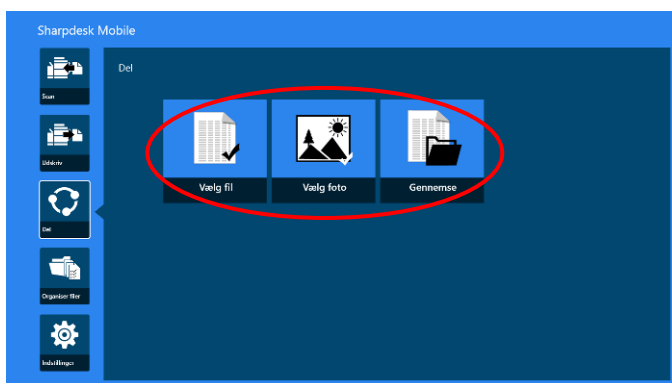 Sharpdesk Mobile
Scan
Udskriv
Del
Organiser filer
Indstillinger
Del
Vælg fil
Vælg foto
Gennemse